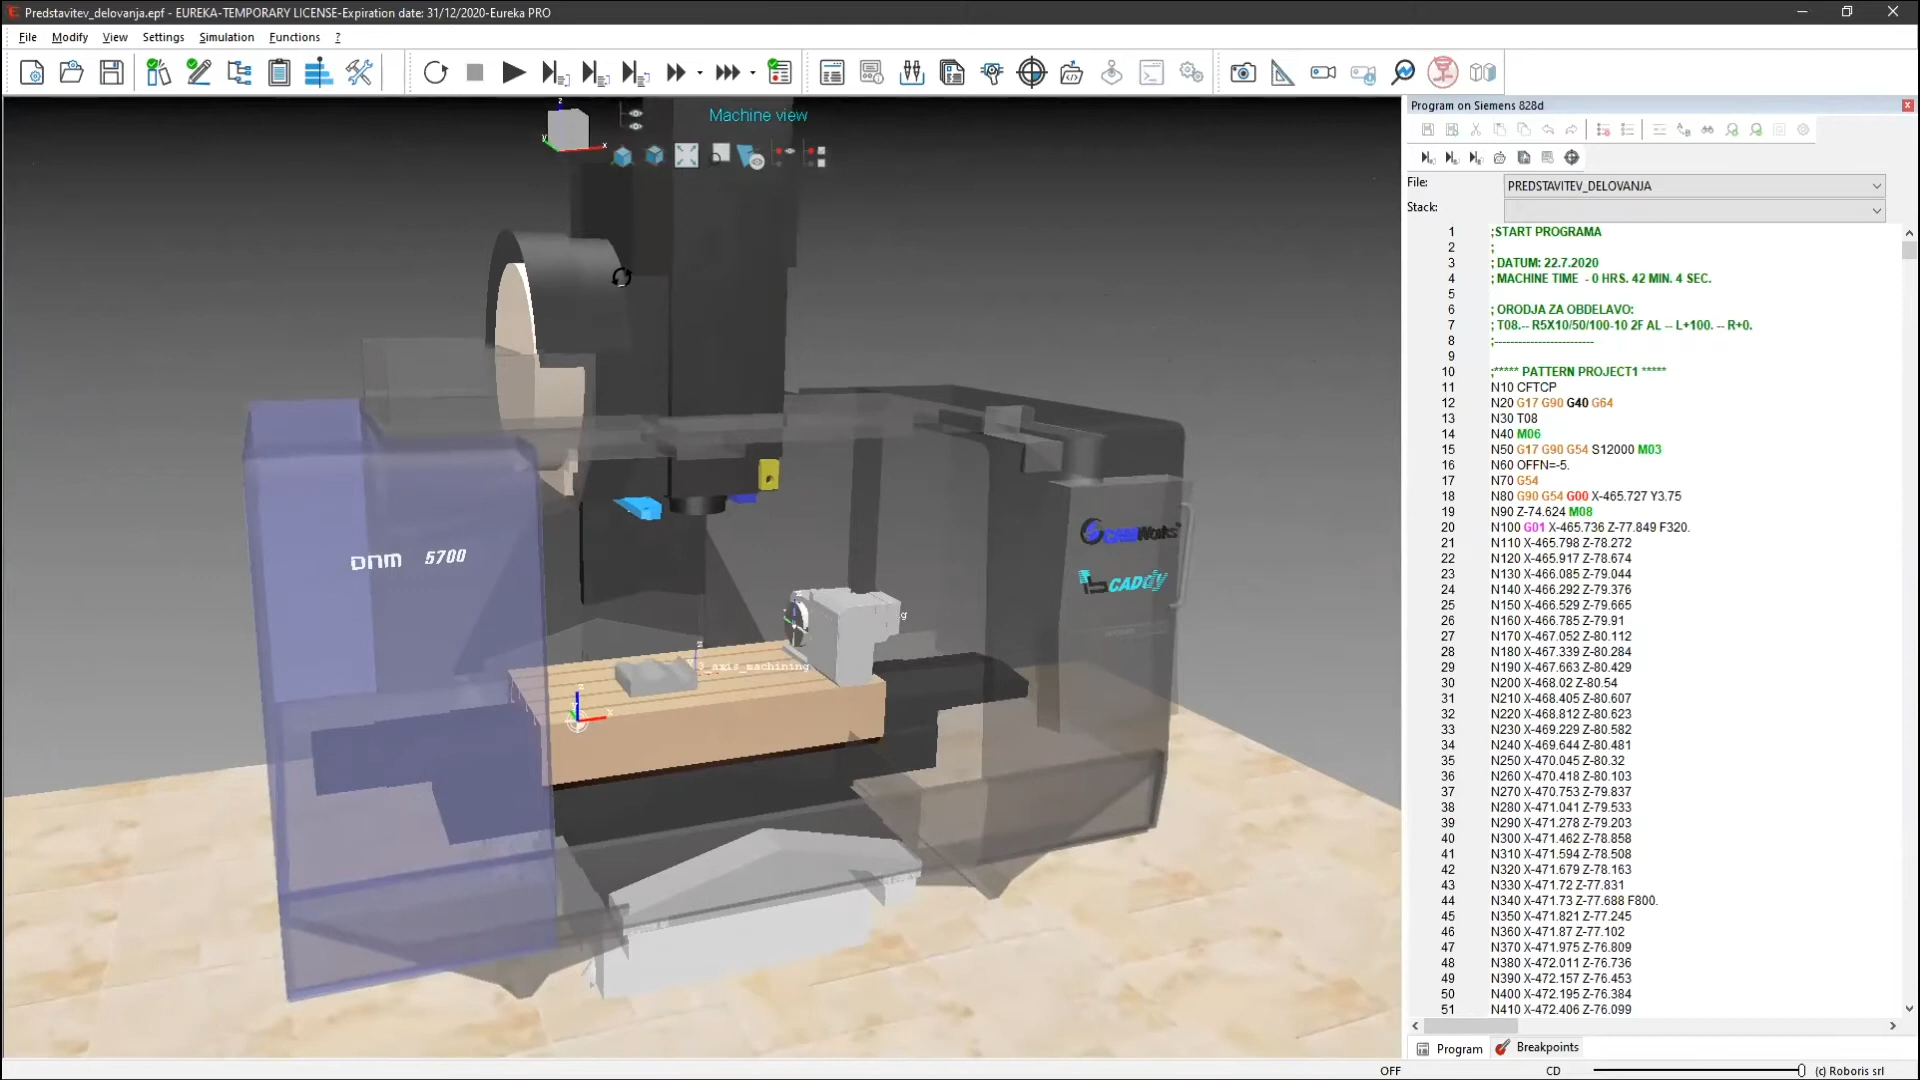 Predstavitev_delovanja.epf - EUREKA-TEMPORARY LICENSE-Expiration date: 31/12/2020-Eureka PRO
File Modify View Settings Simulation Functions ?
Machine view
z
y
x
DNM 5700
CAMWorks
ibCADdy
3_axis_machining
Program on Siemens 828d
File: PREDSTAVITEV_DELOVANJA
Stack:
1 ;START PROGRAMA
2 ;
3 ; DATUM: 22.7.2020
4 ; MACHINE TIME - 0 HRS. 42 MIN. 4 SEC.
5
6 ; ORODJA ZA OBDELAVO:
7 ; T08.-- R5X10/50/100-10 2F AL -- L+100. -- R+0.
8 ;-------------------------
9
10 ;***** PATTERN PROJECT1 *****
11 N10 CFTCP
12 N20 G17 G90 G40 G64
13 N30 T08
14 N40 M06
15 N50 G17 G90 G54 S12000 M03
16 N60 OFFN=-5.
17 N70 G54
18 N80 G90 G54 G00 X-465.727 Y3.75
19 N90 Z-74.624 M08
20 N100 G01 X-465.736 Z-77.849 F320.
21 N110 X-465.798 Z-78.272
22 N120 X-465.917 Z-78.674
23 N130 X-466.085 Z-79.044
24 N140 X-466.292 Z-79.376
25 N150 X-466.529 Z-79.665
26 N160 X-466.785 Z-79.91
27 N170 X-467.052 Z-80.112
28 N180 X-467.339 Z-80.284
29 N190 X-467.663 Z-80.429
30 N200 X-468.02 Z-80.54
31 N210 X-468.405 Z-80.607
32 N220 X-468.812 Z-80.623
33 N230 X-469.229 Z-80.582
34 N240 X-469.644 Z-80.481
35 N250 X-470.045 Z-80.32
36 N260 X-470.418 Z-80.103
37 N270 X-470.753 Z-79.837
38 N280 X-471.041 Z-79.533
39 N290 X-471.278 Z-79.203
40 N300 X-471.462 Z-78.858
41 N310 X-471.594 Z-78.508
42 N320 X-471.679 Z-78.163
43 N330 X-471.72 Z-77.831
44 N340 X-471.73 Z-77.688 F800.
45 N350 X-471.821 Z-77.245
46 N360 X-471.87 Z-77.102
47 N370 X-471.975 Z-76.809
48 N380 X-472.011 Z-76.736
49 N390 X-472.157 Z-76.453
50 N400 X-472.195 Z-76.384
51 N410 X-472.406 Z-76.099
Program Breakpoints
OFF CD (c) Roboris srl